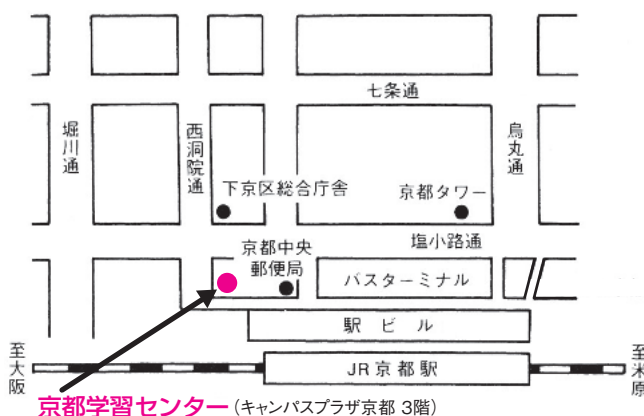 七条通
堀川通
西洞院通
烏丸通
下京区総合庁舎
京都タワー
塩小路通
京都中央
郵便局
バスターミナル
駅ビル
至大阪
JR京都駅
至米原
京都学習センター(キャンパスプラザ京都 3階)